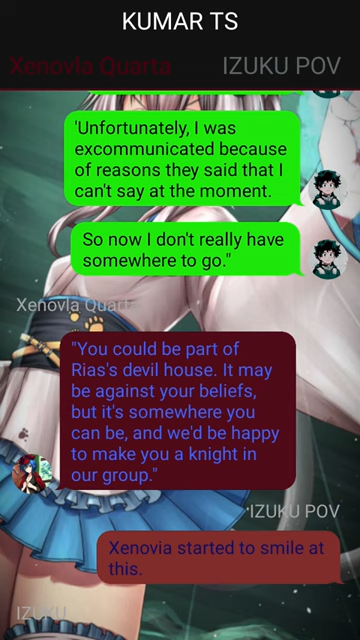 KUMAR TS
Xenovia Quarta IZUKU POV
'Unfortunately, I was
excommunicated because
of reasons they said that I
can't say at the moment.
So now I don't really have
somewhere to go."
Xenovia Quarta
"You could be part of
Rias's devil house. It may
be against your beliefs,
but it's somewhere you
can be, and we'd be happy
to make you a knight in
our group."
IZUKU POV
Xenovia started to smile at
this.
IZUKU